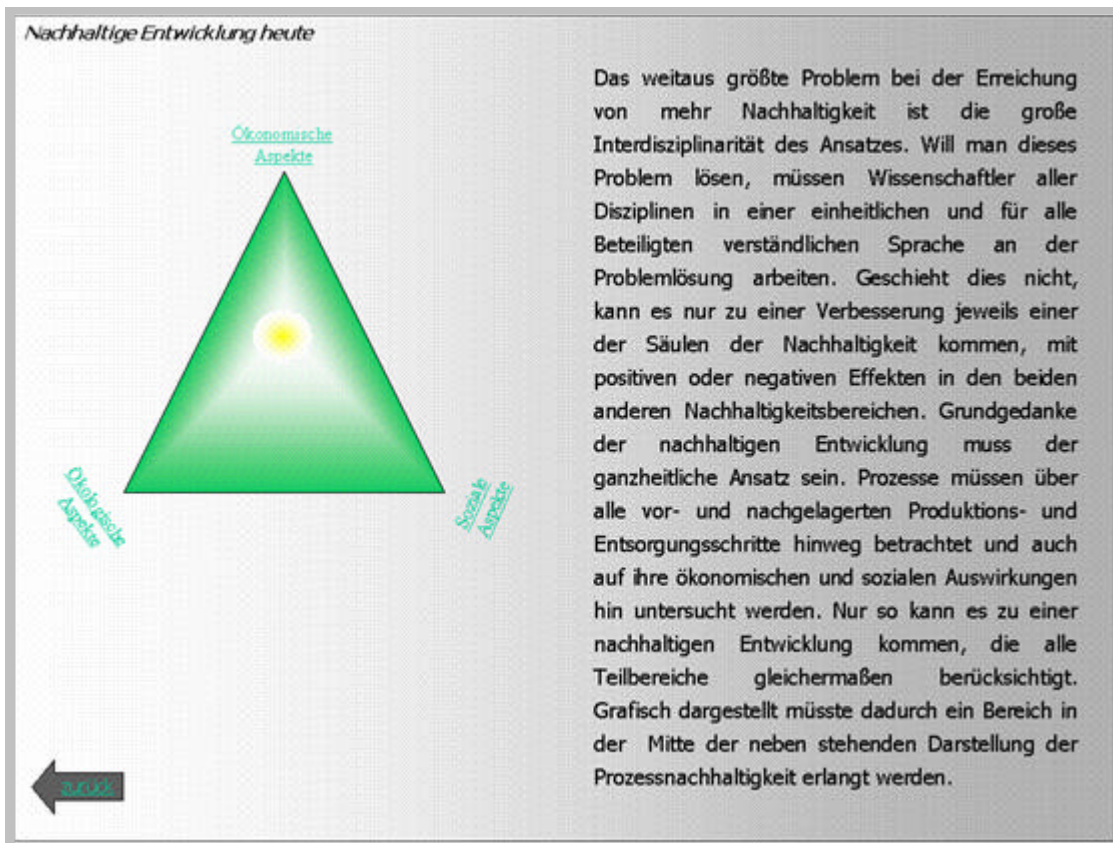 Nachhaltige Entwicklung heute
Ökonomische
Aspekte
Ökologische
Aspekte
Soziale
Aspekte
zurück
Das weitaus größte Problem bei der Erreichung
von mehr Nachhaltigkeit ist die große
Interdisziplinarität des Ansatzes. Will man dieses
Problem lösen, müssen Wissenschaftler aller
Disziplinen in einer einheitlichen und für alle
Beteiligten verständlichen Sprache an der
Problemlösung arbeiten. Geschieht dies nicht,
kann es nur zu einer Verbesserung jeweils einer
der Säulen der Nachhaltigkeit kommen, mit
positiven oder negativen Effekten in den beiden
anderen Nachhaltigkeitsbereichen. Grundgedanke
der nachhaltigen Entwicklung muss der
ganzheitliche Ansatz sein. Prozesse müssen über
alle vor- und nachgelagerten Produktions- und
Entsorgungsschritte hinweg betrachtet und auch
auf ihre ökonomischen und sozialen Auswirkungen
hin untersucht werden. Nur so kann es zu einer
nachhaltigen Entwicklung kommen, die alle
Teilbereiche gleichermaßen berücksichtigt.
Grafisch dargestellt müsste dadurch ein Bereich in
der Mitte der neben stehenden Darstellung der
Prozessnachhaltigkeit erlangt werden.